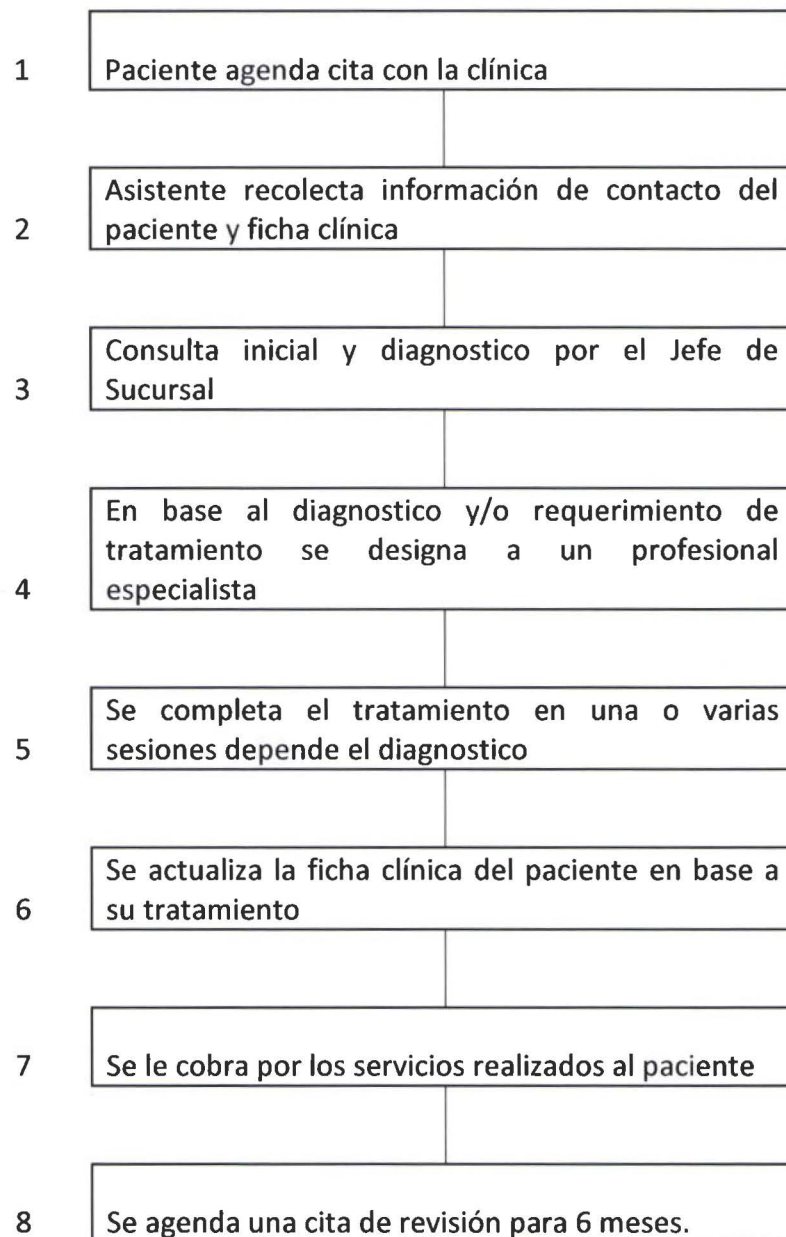 1 Paciente agenda cita con la clínica
Asistente recolecta información de contacto del
2 paciente y ficha clínica
Consulta inicial y diagnostico por el Jefe de
3 Sucursal
En base al diagnostico y/o requerimiento de
tratamiento se designa a un profesional
4 especialista
Se completa el tratamiento en una o varias
5 sesiones depende el diagnostico
Se actualiza la ficha clínica del paciente en base a
6 su tratamiento
7 Se le cobra por los servicios realizados al paciente
8 Se agenda una cita de revisión para 6 meses.